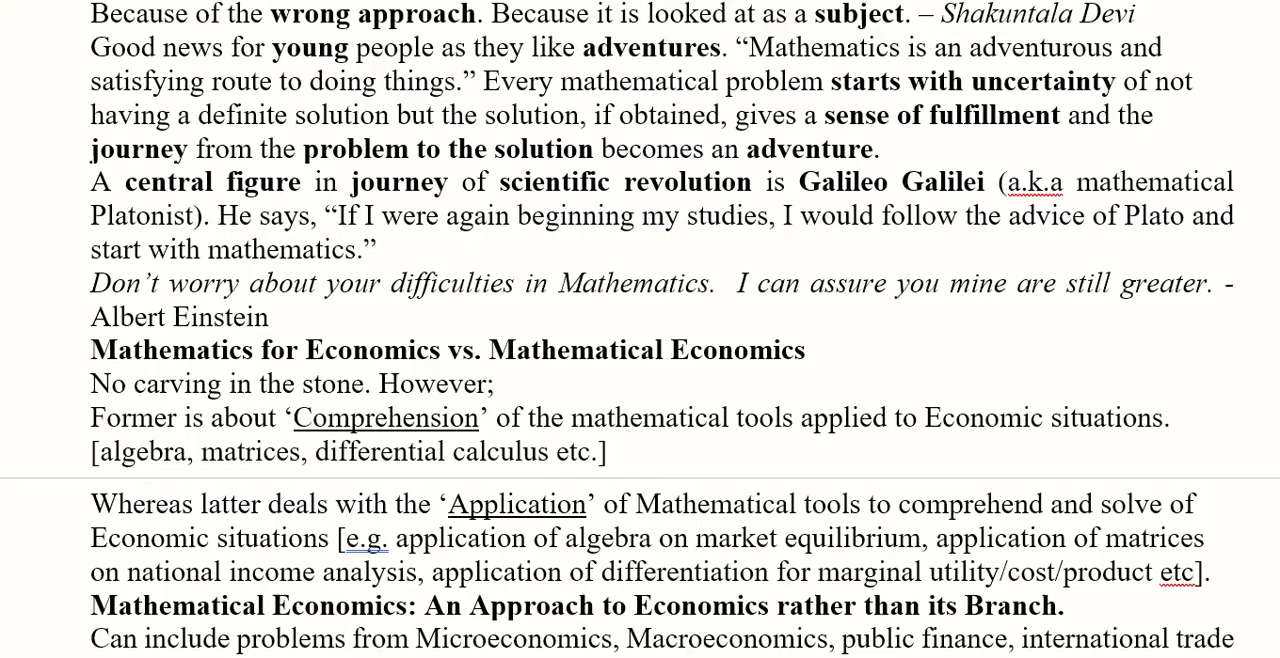 Because of the wrong approach. Because it is looked at as a subject. – Shakuntala Devi
Good news for young people as they like adventures. “Mathematics is an adventurous and
satisfying route to doing things.” Every mathematical problem starts with uncertainty of not
having a definite solution but the solution, if obtained, gives a sense of fulfillment and the
journey from the problem to the solution becomes an adventure.
A central figure in journey of scientific revolution is Galileo Galilei (a.k.a mathematical
Platonist). He says, “If I were again beginning my studies, I would follow the advice of Plato and
start with mathematics.”
Don’t worry about your difficulties in Mathematics.  I can assure you mine are still greater. -
Albert Einstein
Mathematics for Economics vs. Mathematical Economics
No carving in the stone. However;
Former is about ‘Comprehension’ of the mathematical tools applied to Economic situations.
[algebra, matrices, differential calculus etc.]
Whereas latter deals with the ‘Application’ of Mathematical tools to comprehend and solve of
Economic situations [e.g. application of algebra on market equilibrium, application of matrices
on national income analysis, application of differentiation for marginal utility/cost/product etc].
Mathematical Economics: An Approach to Economics rather than its Branch.
Can include problems from Microeconomics, Macroeconomics, public finance, international trade